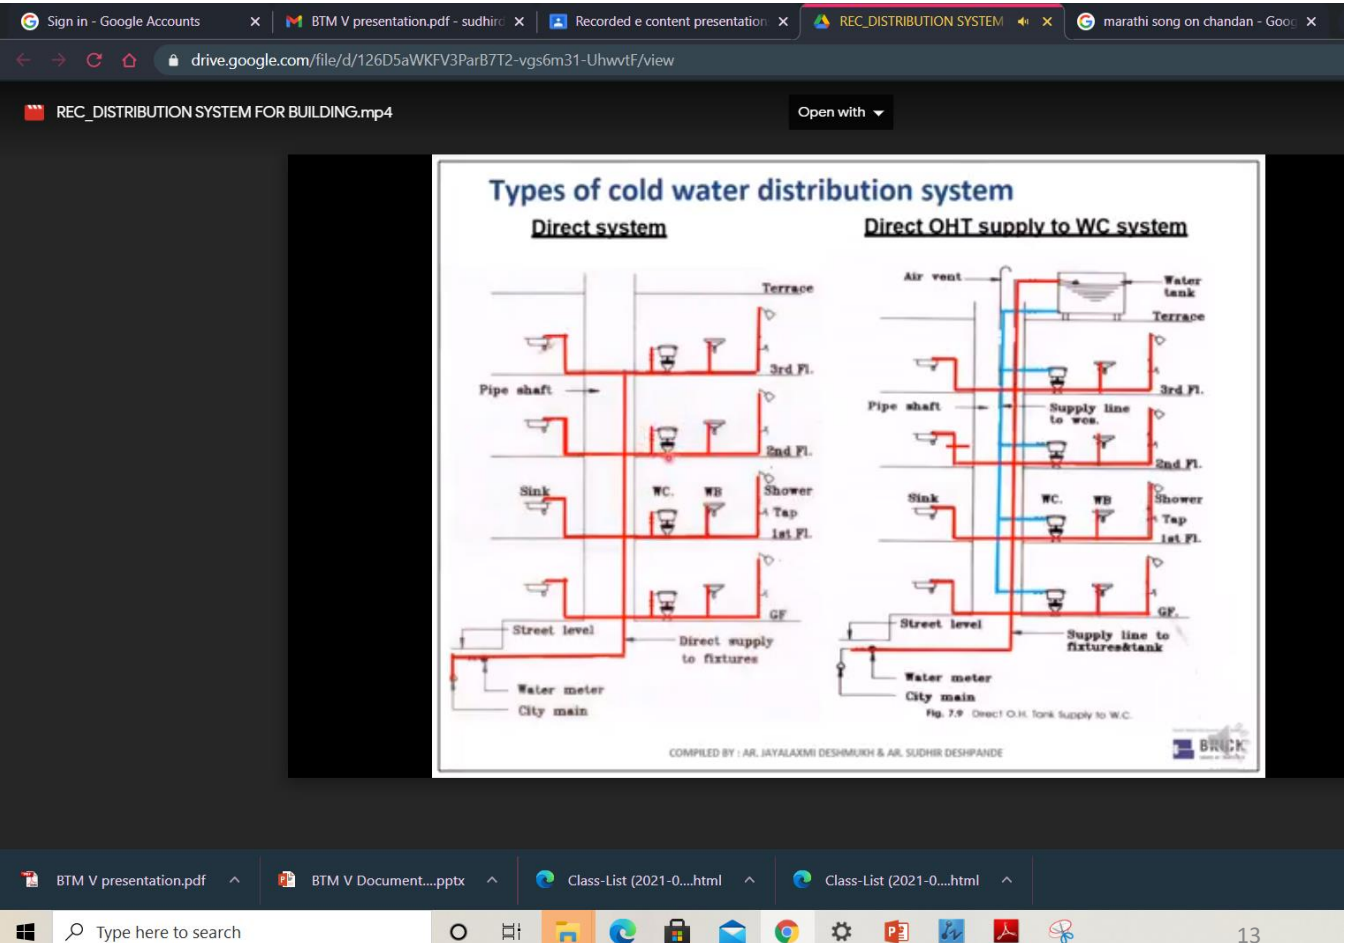 Sign in - Google Accounts
BTM V presentation.pdf - sudhird
Recorded e content presentation
REC_DISTRIBUTION SYSTEM
marathi song on chandan - Goog
drive.google.com/file/d/126D5aWKFV3ParB7T2-vgs6m31-UhwvtF/view
REC_DISTRIBUTION SYSTEM FOR BUILDING.mp4
Open with
Types of cold water distribution system
Direct system
Terrace
3rd Fl.
Pipe shaft
2nd Fl.
Sink
WC.
WB
Shower
Tap
1st Fl.
GF
Street level
Direct supply
to fixtures
Water meter
City main
Direct OHT supply to WC system
Air vent
Water
tank
Terrace
3rd Fl.
Pipe shaft
Supply line
to wcs.
2nd Fl.
Sink
WC.
WB
Shower
Tap
1st Fl.
GF.
Street level
Supply line to
fixtures&tank
Water meter
City main
Fig. 7.9 Direct O.H. Tank Supply to W.C.
COMPILED BY : AR. JAYALAXMI DESHMUKH & AR. SUDHIR DESHPANDE
BRICK
BTM V presentation.pdf
BTM V Document....pptx
Class-List (2021-0....html
Class-List (2021-0....html
Type here to search
13